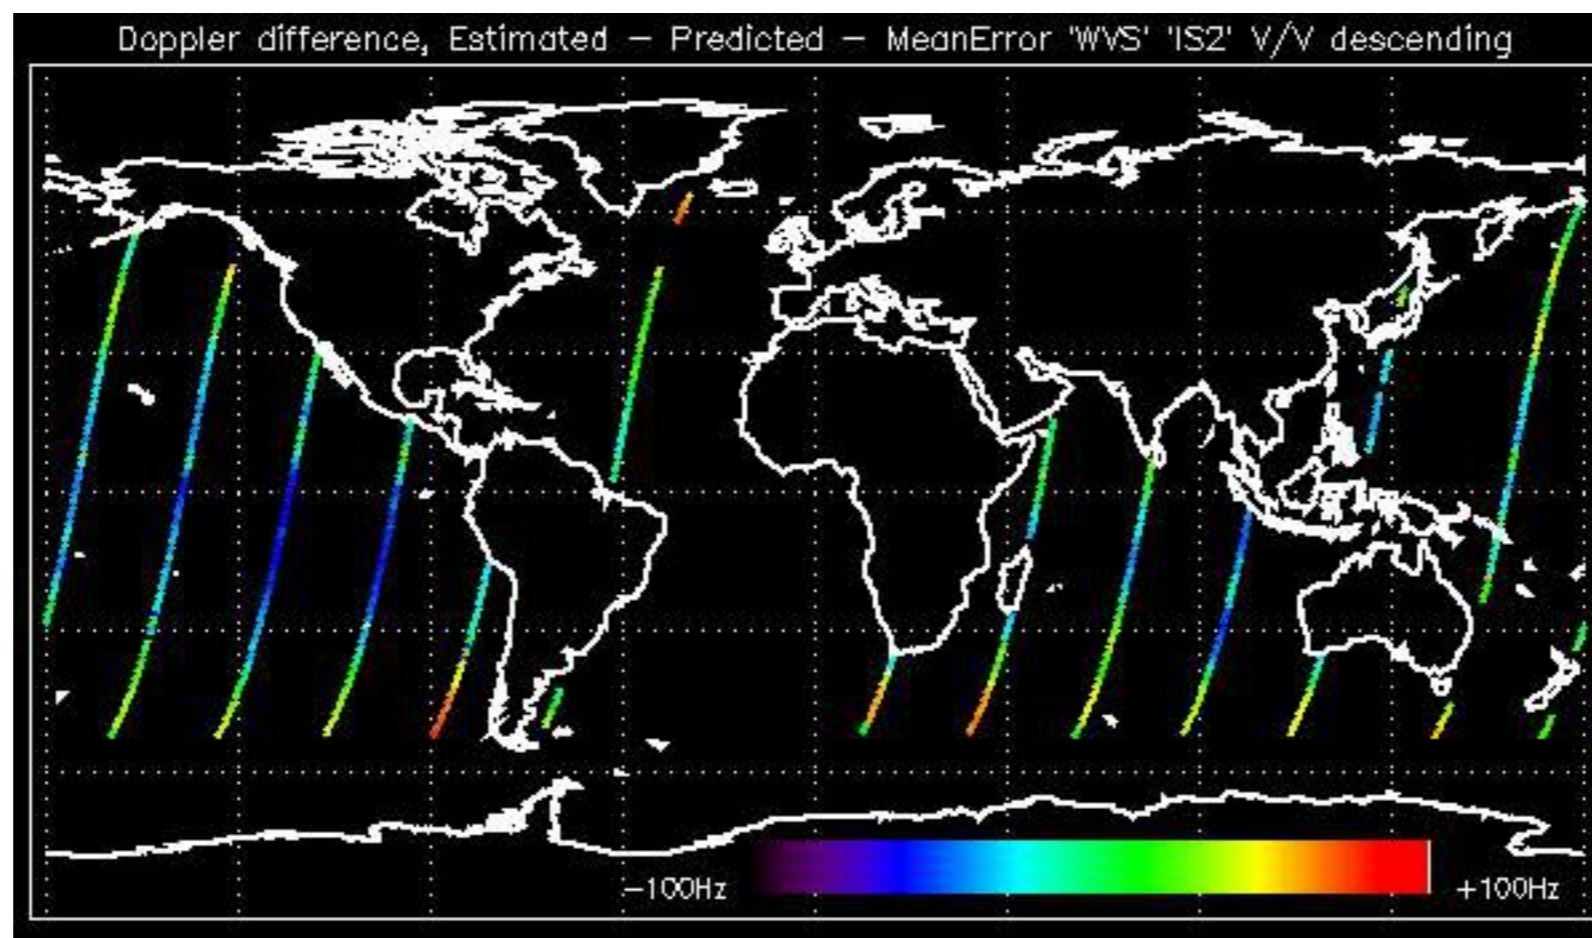 Doppler difference, Estimated – Predicted – MeanError 'WVS' 'IS2' V/V descending
-100Hz +100Hz